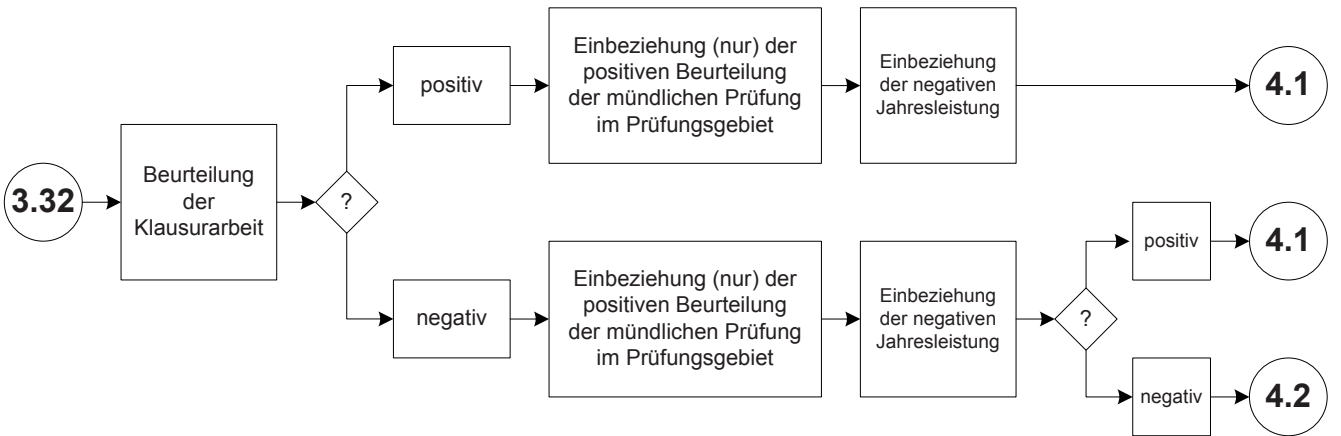 3.32
Beurteilung
der
Klausurarbeit
?
positiv
Einbeziehung (nur) der
positiven Beurteilung
der mündlichen Prüfung
im Prüfungsgebiet
Einbeziehung
der negativen
Jahresleistung
4.1
negativ
Einbeziehung (nur) der
positiven Beurteilung
der mündlichen Prüfung
im Prüfungsgebiet
Einbeziehung
der negativen
Jahresleistung
?
positiv
4.1
negativ
4.2